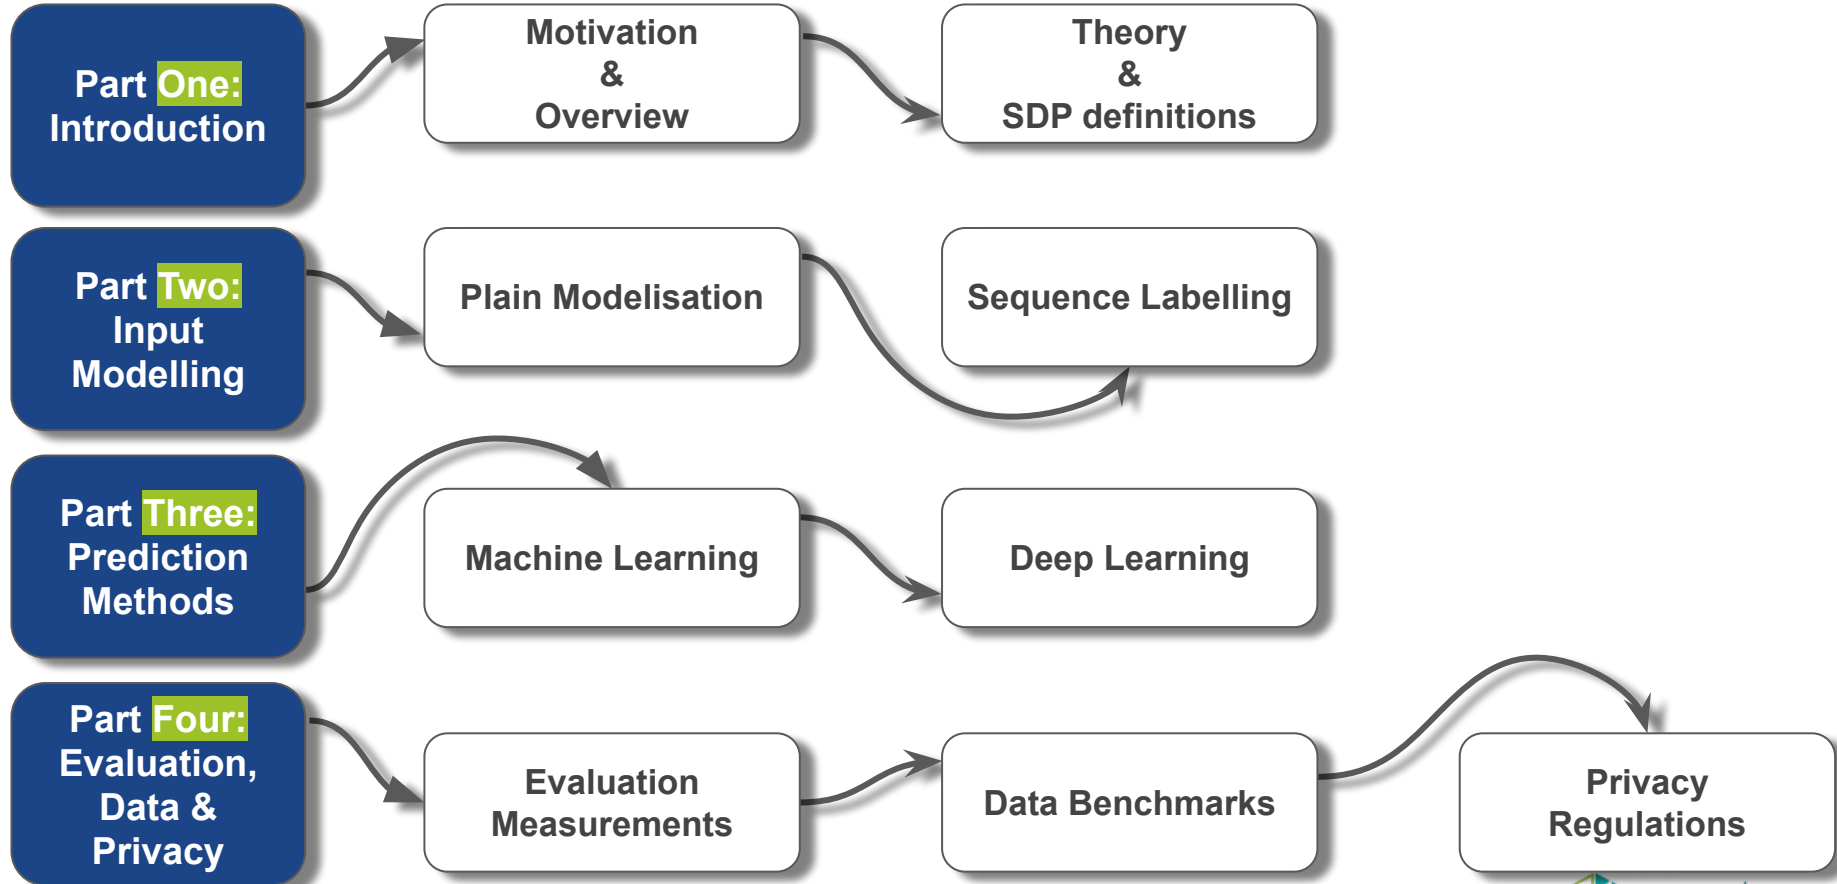 Part One:
Introduction
Motivation
&
Overview
Theory
&
SDP definitions
Part Two:
Input
Modelling
Plain Modelisation
Sequence Labelling
Part Three:
Prediction
Methods
Machine Learning
Deep Learning
Part Four:
Evaluation,
Data &
Privacy
Evaluation
Measurements
Data Benchmarks
Privacy
Regulations